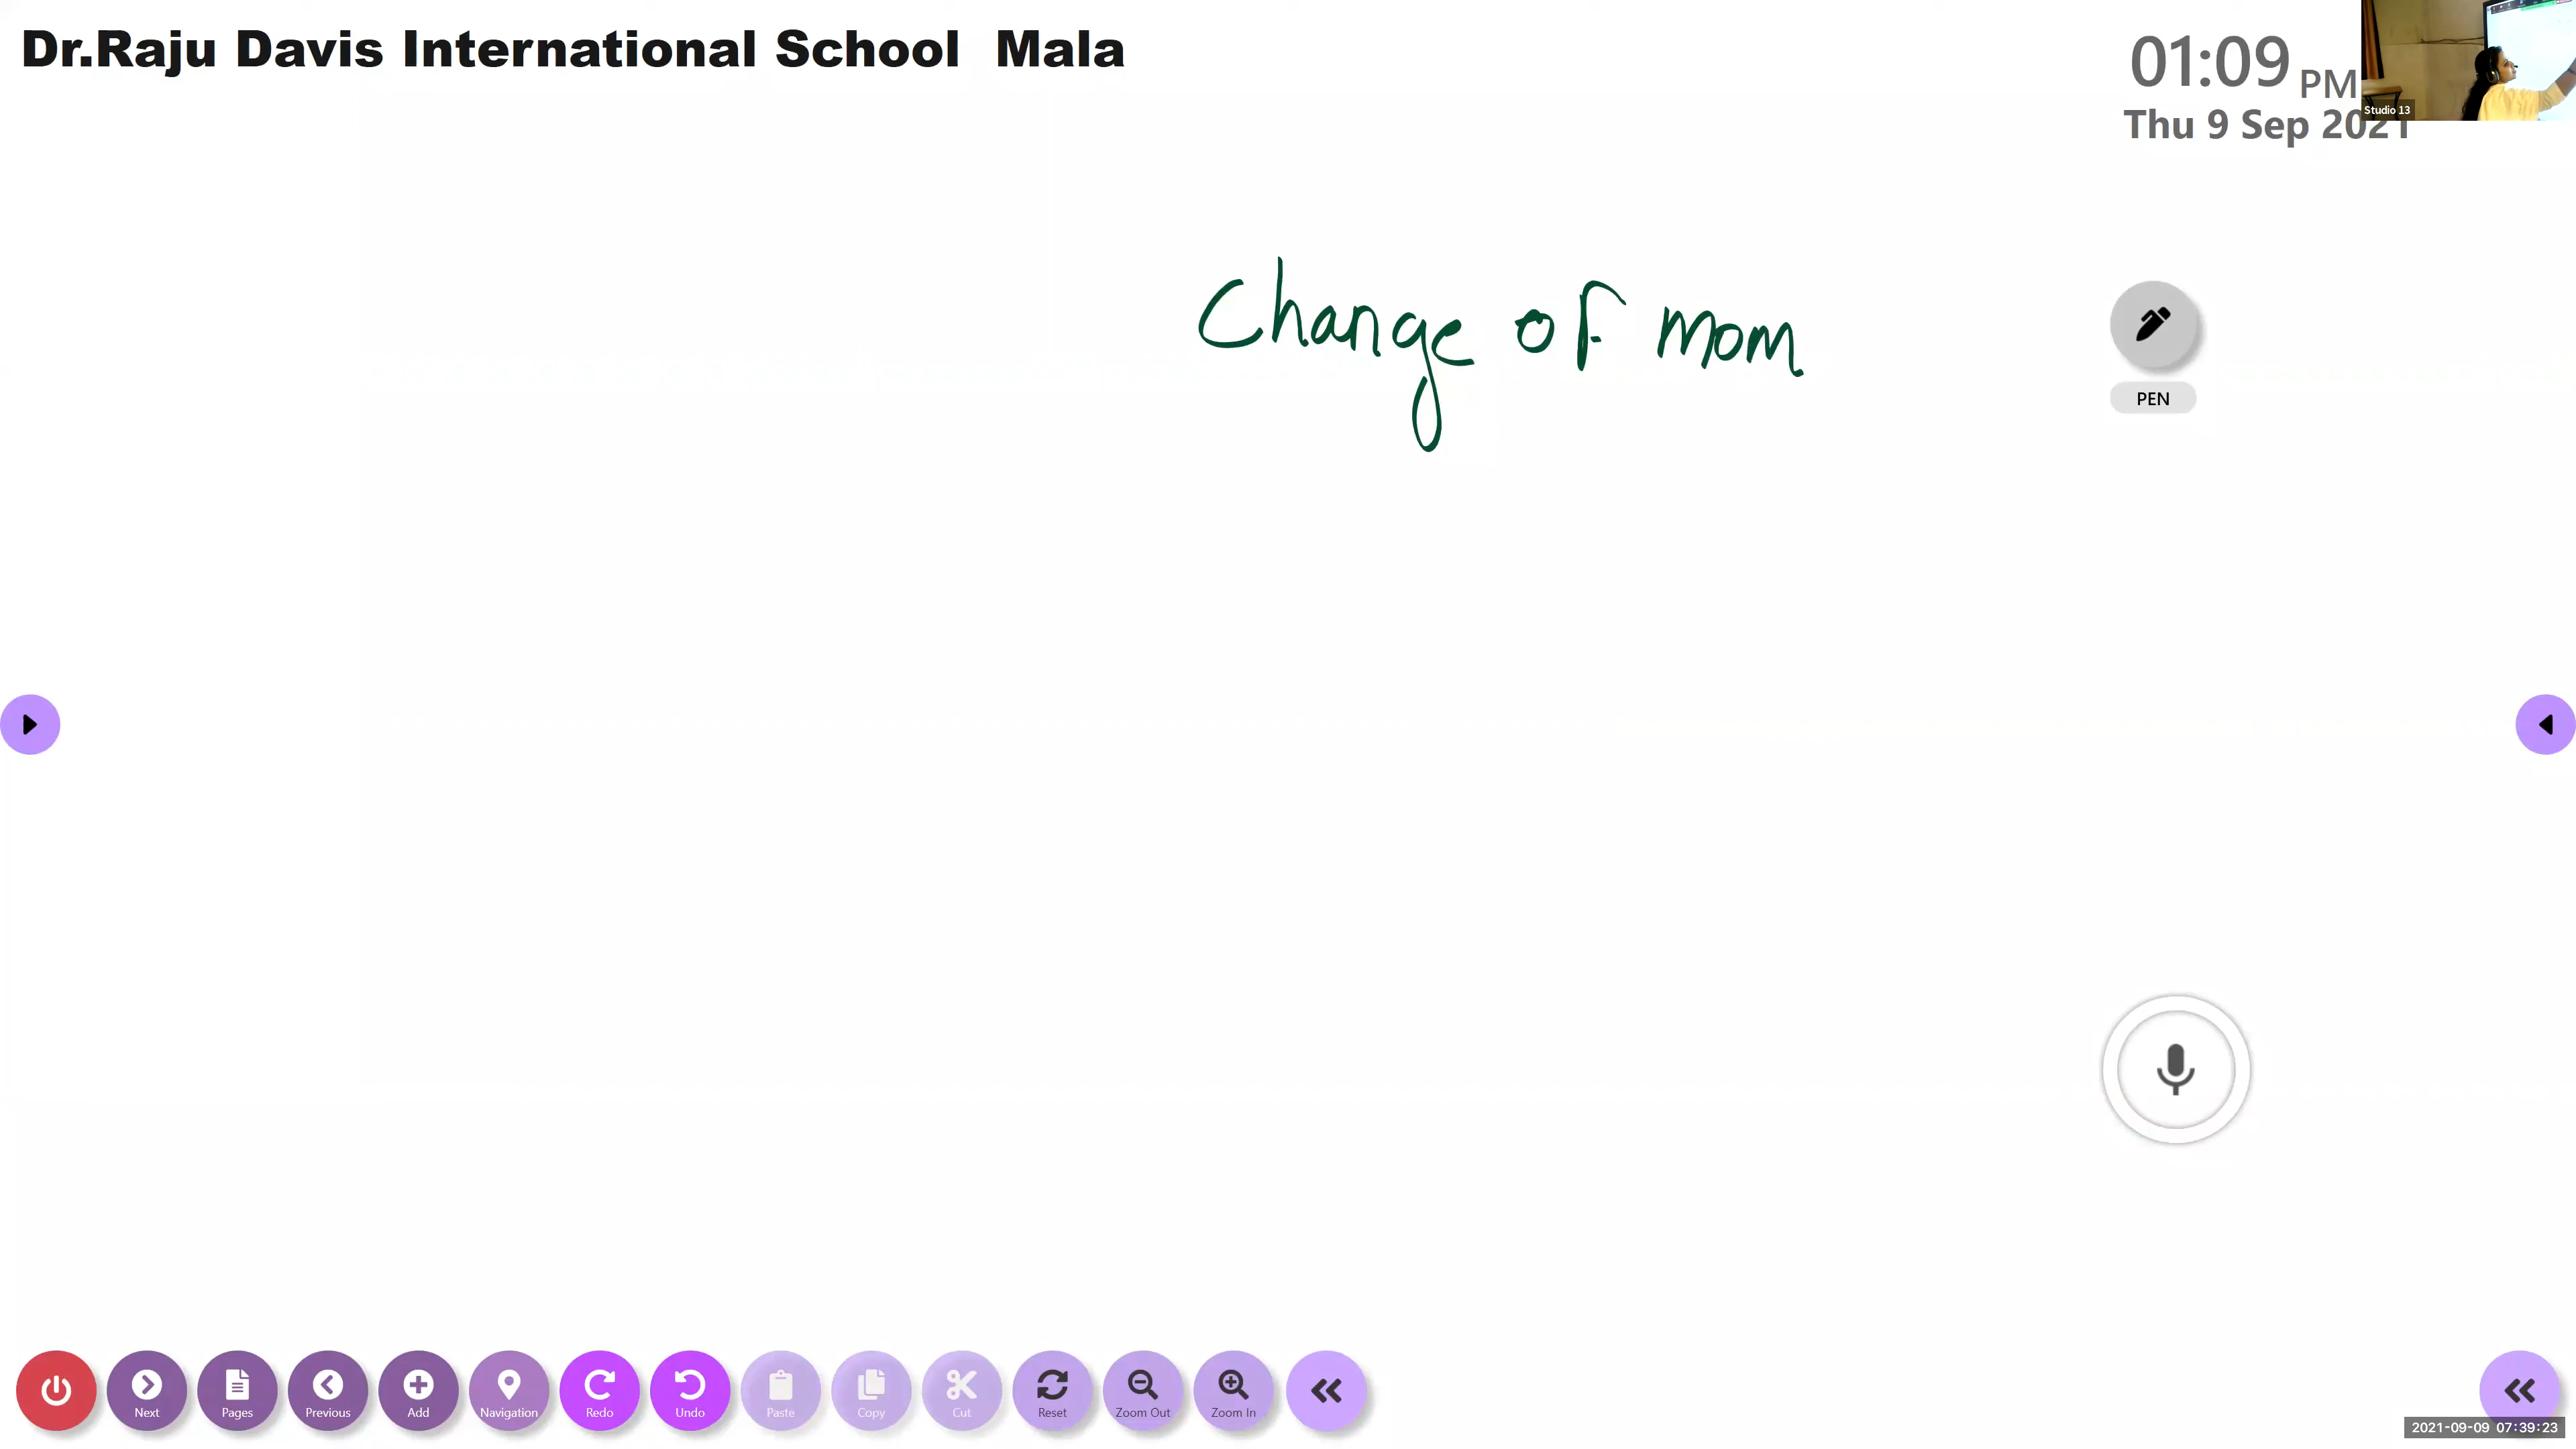 Dr.Raju Davis International School Mala
01:09 PM
Thu 9 Sep 2021
Studio 13
Change of mom
PEN
Next
Pages
Previous
Add
Navigation
Redo
Undo
Paste
Copy
Cut
Reset
Zoom Out
Zoom In
2021-09-09 07:39:23